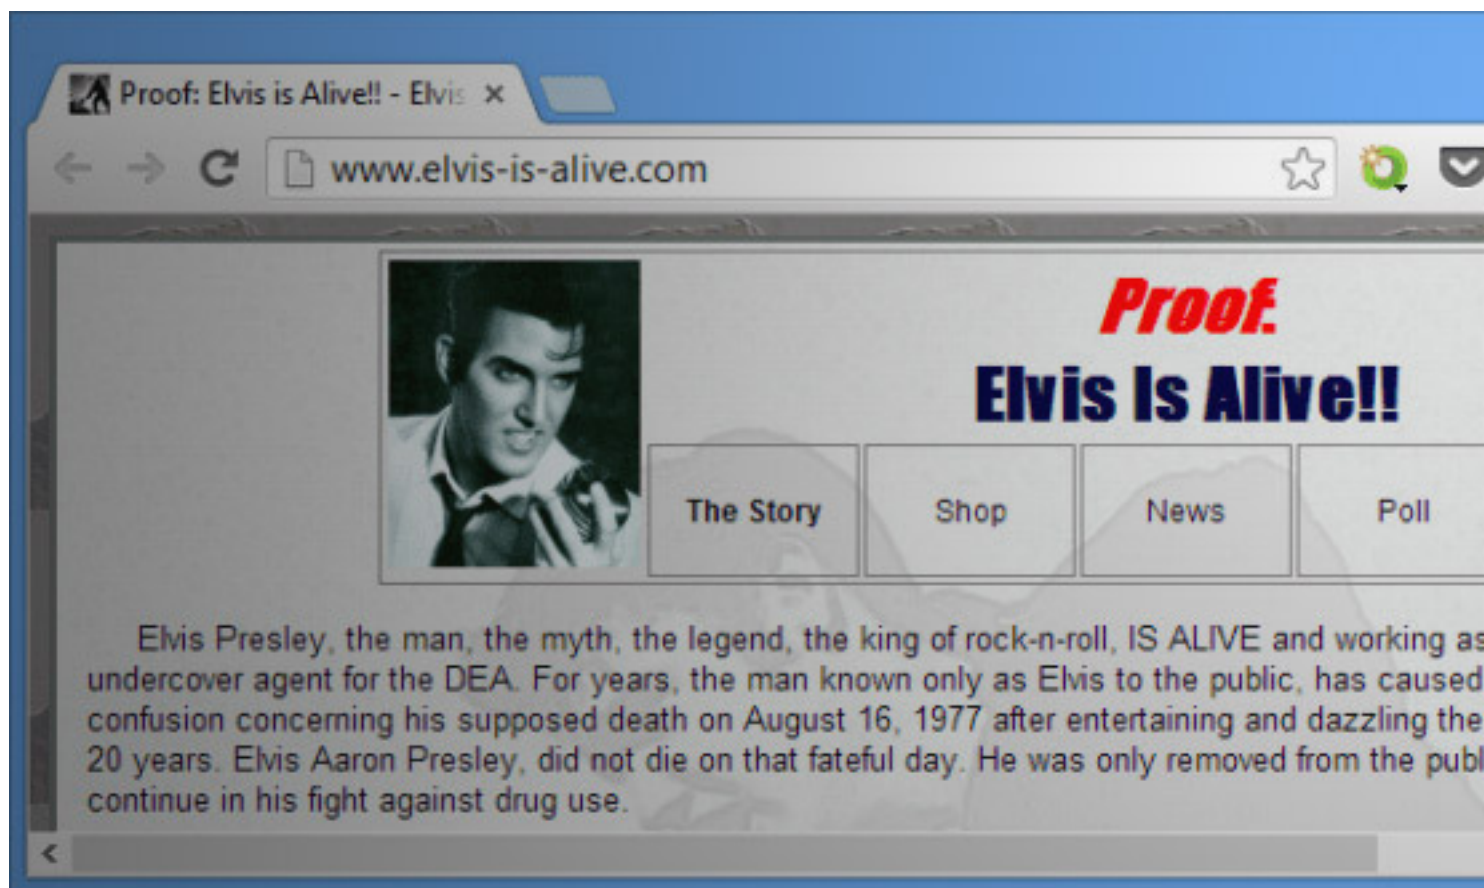 Proof: Elvis is Alive!! - Elvis
www.elvis-is-alive.com
Proof:
Elvis Is Alive!!
The Story
Shop
News
Poll
Elvis Presley, the man, the myth, the legend, the king of rock-n-roll, IS ALIVE and working as
undercover agent for the DEA. For years, the man known only as Elvis to the public, has caused
confusion concerning his supposed death on August 16, 1977 after entertaining and dazzling the
20 years. Elvis Aaron Presley, did not die on that fateful day. He was only removed from the publ
continue in his fight against drug use.